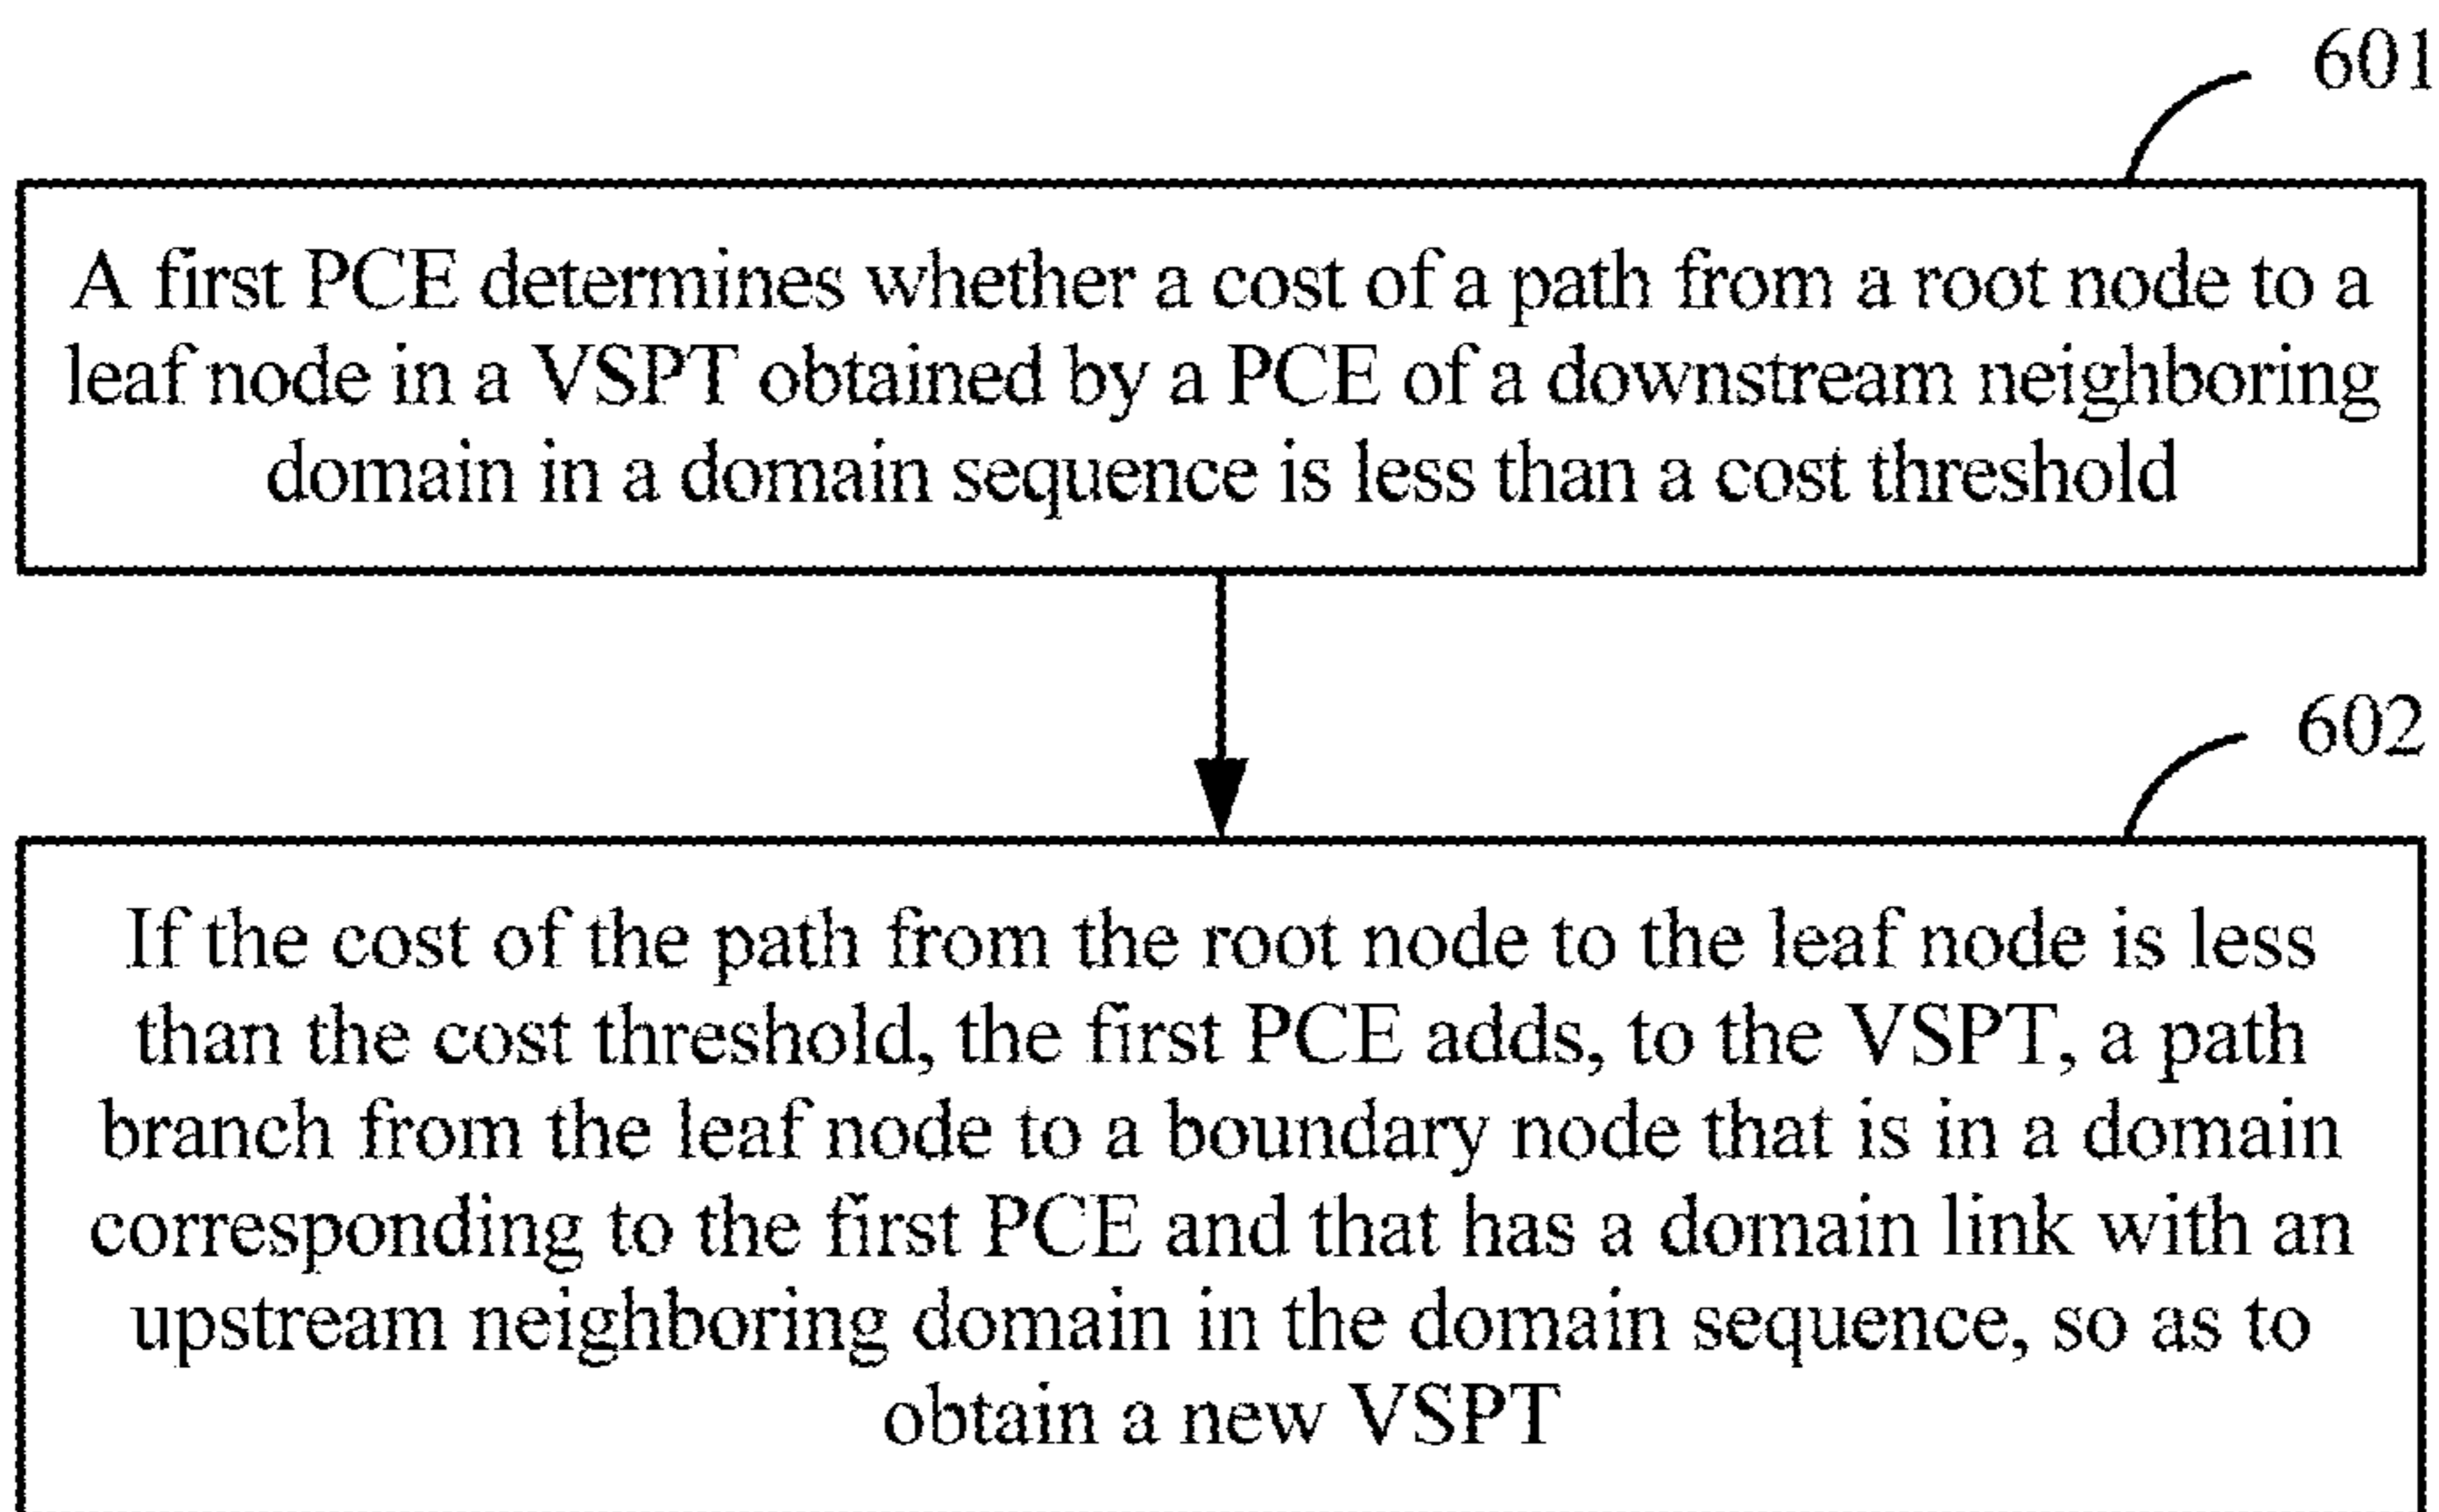 601
A first PCE determines whether a cost of a path from a root node to a
leaf node in a VSPT obtained by a PCE of a downstream neighboring
domain in a domain sequence is less than a cost threshold
602
If the cost of the path from the root node to the leaf node is less
than the cost threshold, the first PCE adds, to the VSPT, a path
branch from the leaf node to a boundary node that is in a domain
corresponding to the first PCE and that has a domain link with an
upstream neighboring domain in the domain sequence, so as to
obtain a new VSPT